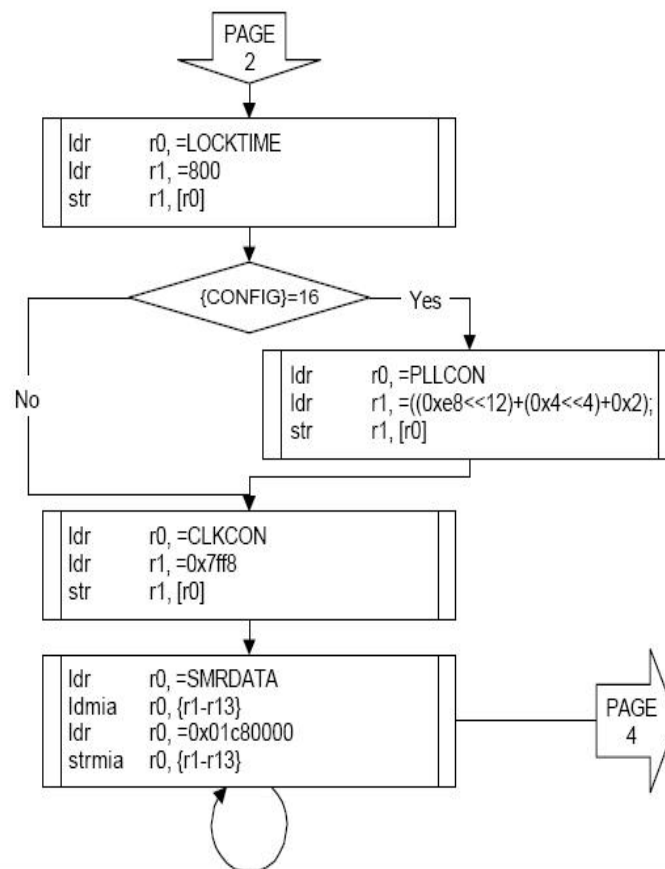 PAGE
2
ldr r0, =LOCKTIME
ldr r1, =800
str r1, [r0]
{CONFIG}=16
Yes
No
ldr r0, =PLLCON
ldr r1, =((0xe8<<12)+(0x4<<4)+0x2);
str r1, [r0]
ldr r0, =CLKCON
ldr r1, =0x7ff8
str r1, [r0]
ldr r0, =SMRDATA
ldmia r0, {r1-r13}
ldr r0, =0x01c80000
strmia r0, {r1-r13}
PAGE
4